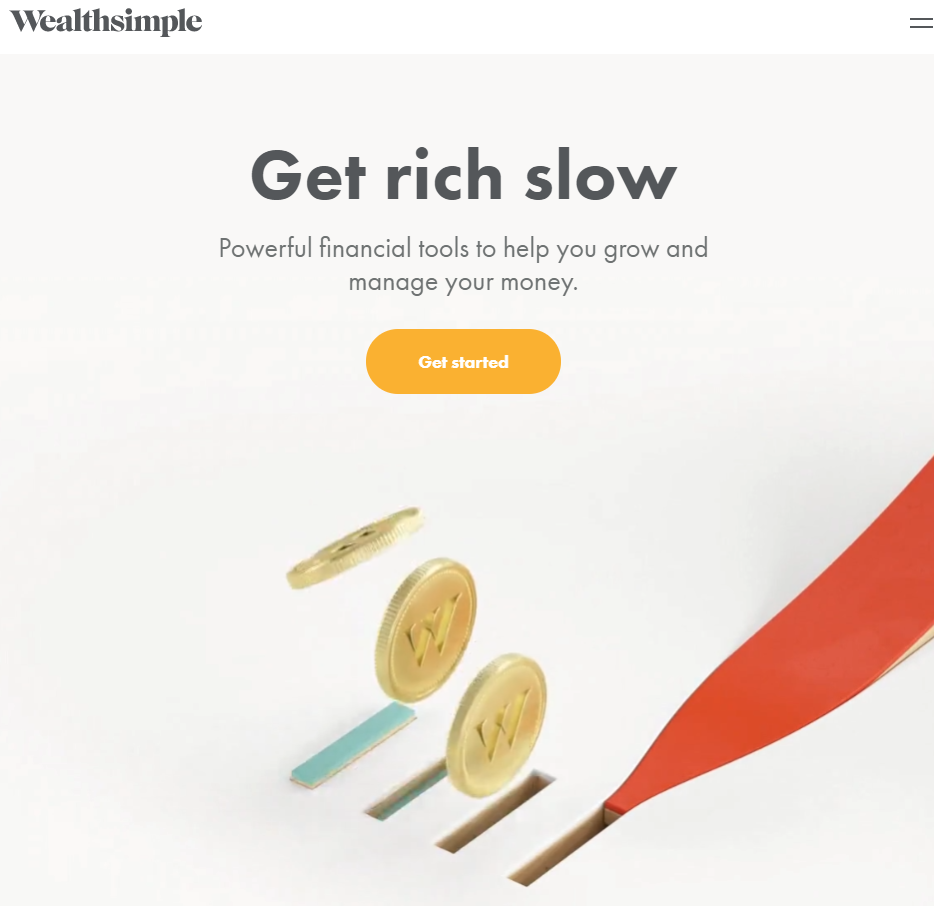 Wealthsimple
Get rich slow
Powerful financial tools to help you grow and
manage your money.
Get started
W
W